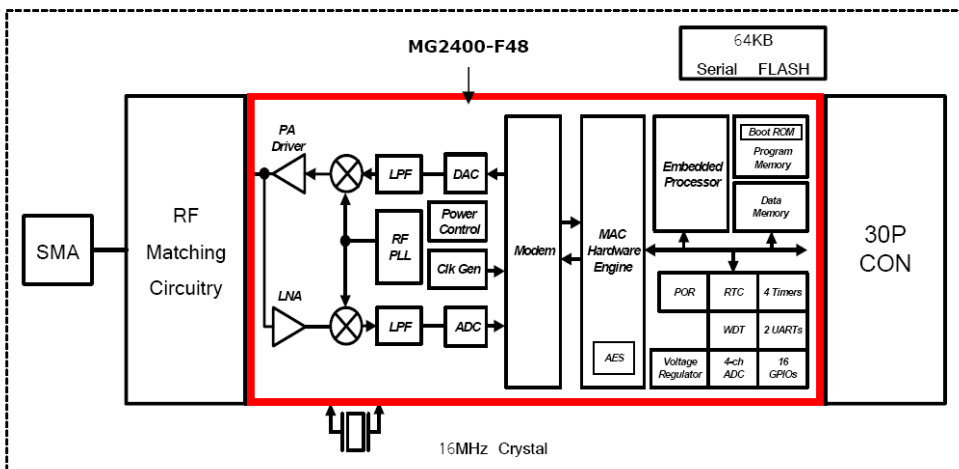 MG2400-F48
64KB
Serial FLASH
PA
Driver
LPF
DAC
Power
Control
RF
PLL
Clk Gen
LNA
LPF
ADC
Modem
MAC
Hardware
Engine
AES
Embedded
Processor
Boot ROM
Program
Memory
Data
Memory
POR
RTC
4 Timers
WDT
2 UARTs
Voltage
Regulator
4-ch
ADC
16
GPIOs
SMA
RF
Matching
Circuitry
30P
CON
16MHz Crystal